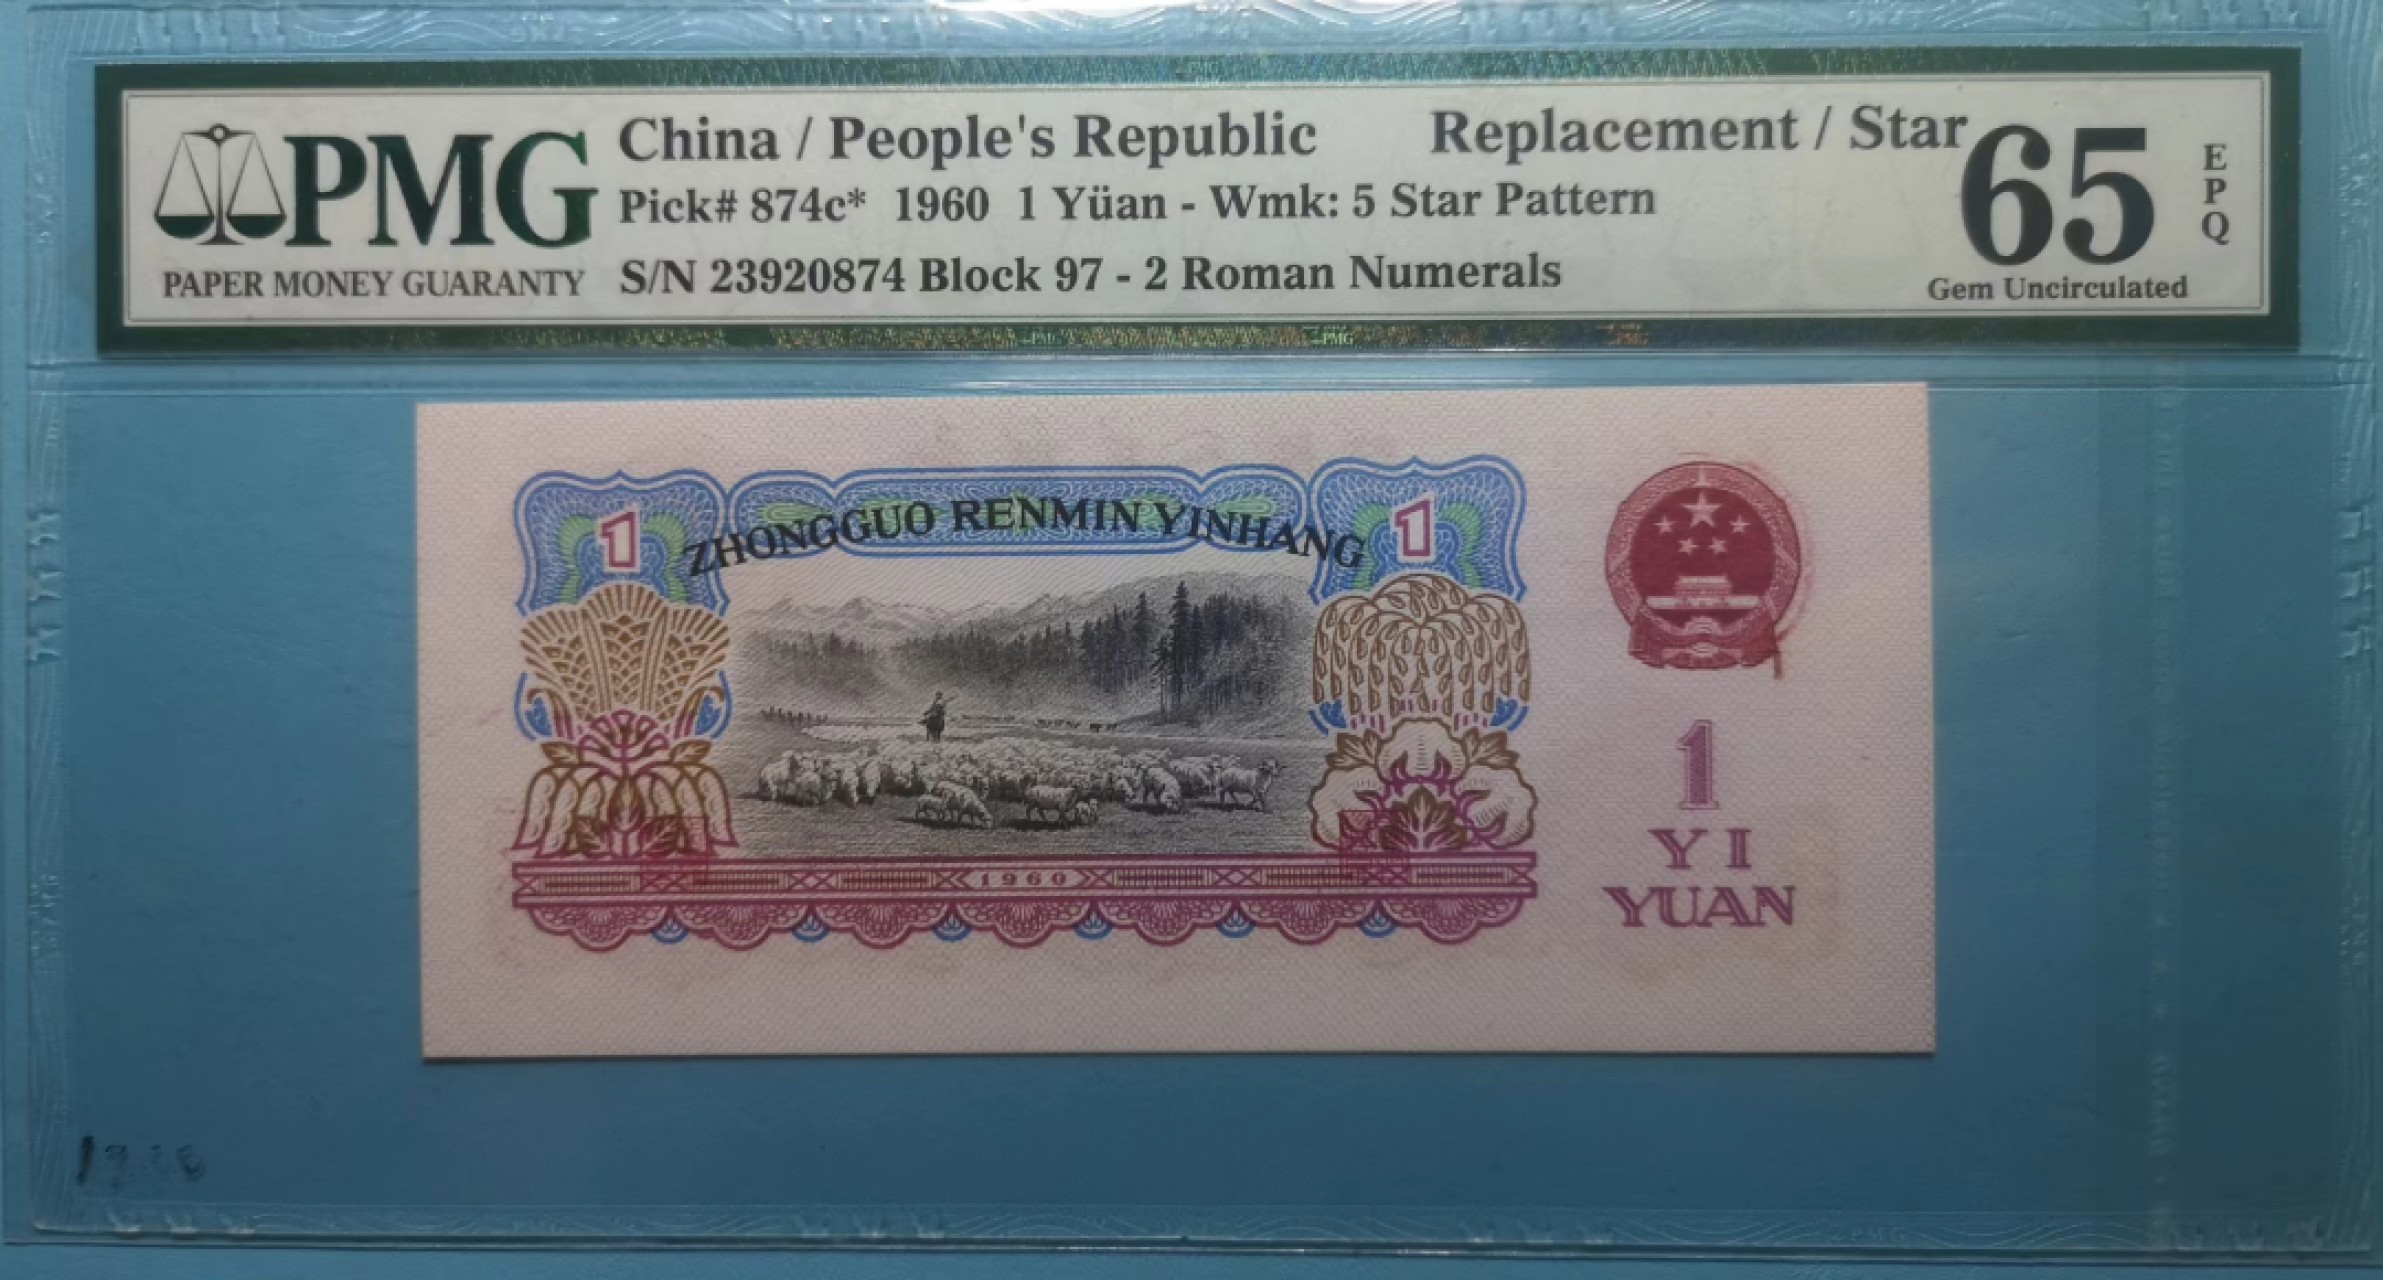 PMG
PAPER MONEY GUARANTY
China / People's Republic Replacement / Star
Pick# 874c* 1960 1 Yüan - Wmk: 5 Star Pattern
S/N 23920874 Block 97 - 2 Roman Numerals
65
EPQ
Gem Uncirculated
1
ZHONGGUO RENMIN YINHANG
1
1960
1
YI
YUAN